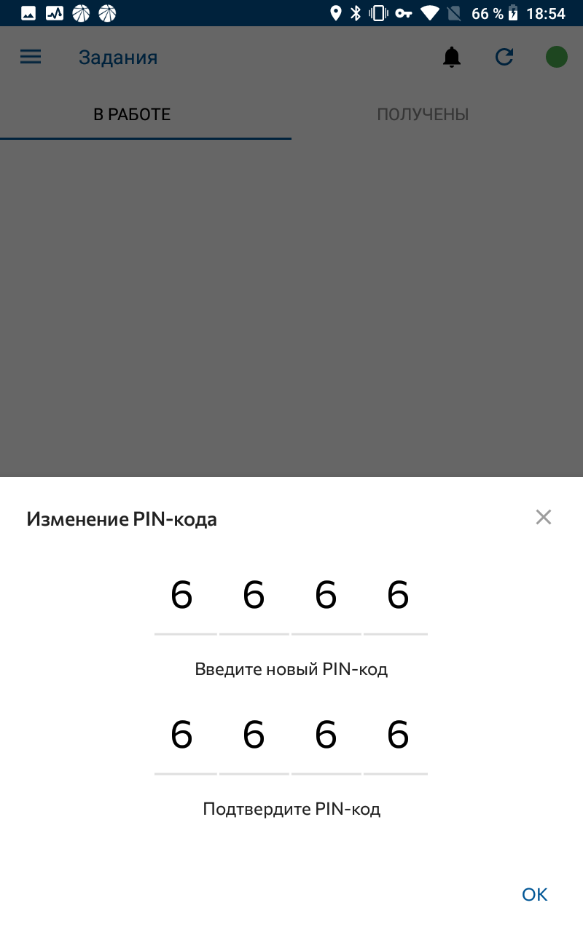 66 % 18:54
Задания
В РАБОТЕ ПОЛУЧЕНЫ
Изменение PIN-кода
6 6 6 6
Введите новый PIN-код
6 6 6 6
Подтвердите PIN-код
ОК